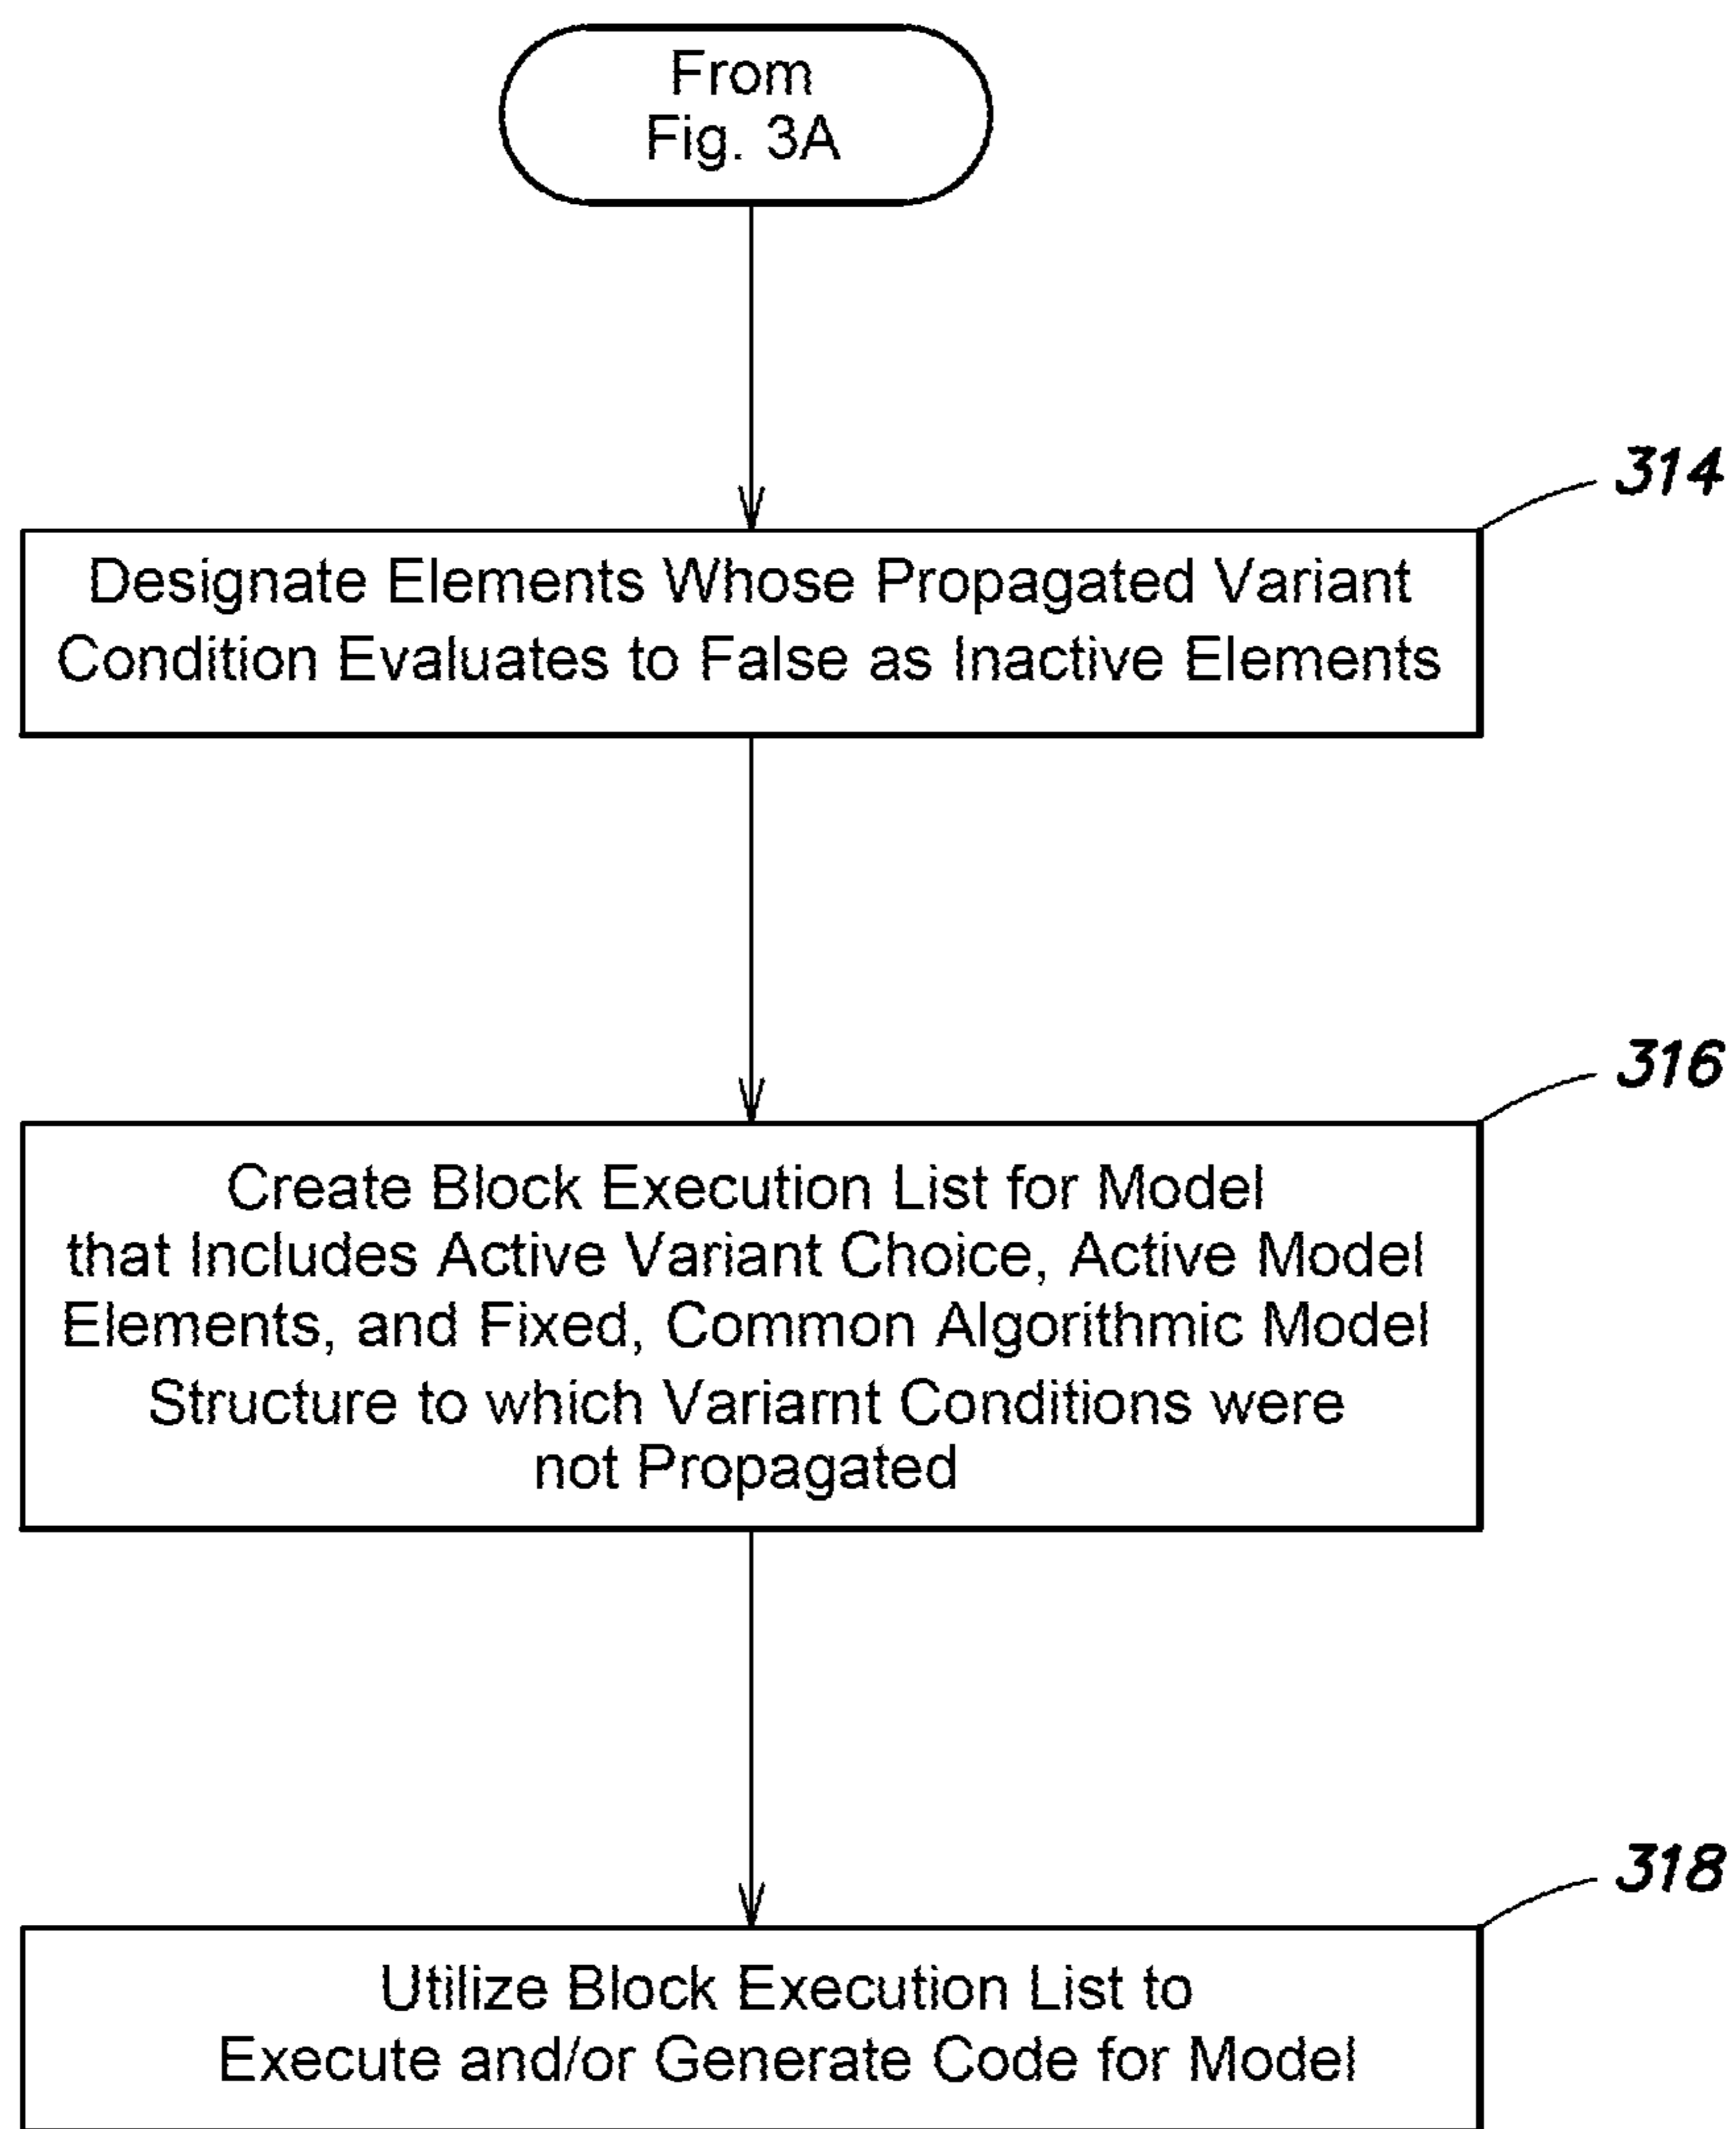 From
Fig. 3A
314
Designate Elements Whose Propagated Variant
Condition Evaluates to False as Inactive Elements
316
Create Block Execution List for Model
that Includes Active Variant Choice, Active Model
Elements, and Fixed, Common Algorithmic Model
Structure to which Variarnt Conditions were
not Propagated
318
Utilize Block Execution List to
Execute and/or Generate Code for Model